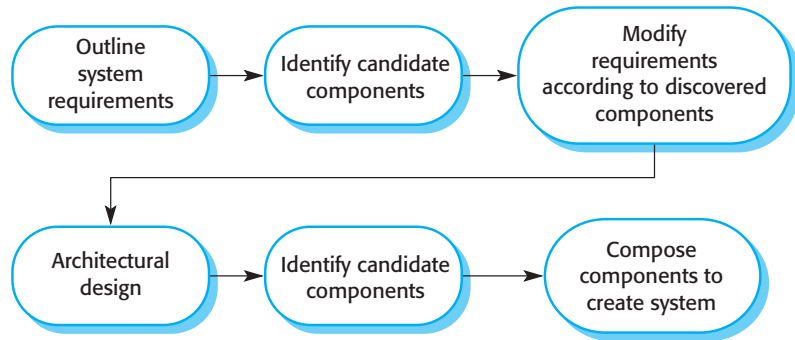 Outline
system
requirements
Identify candidate
components
Modify
requirements
according to discovered
components
Architectural
design
Identify candidate
components
Compose
components to
create system